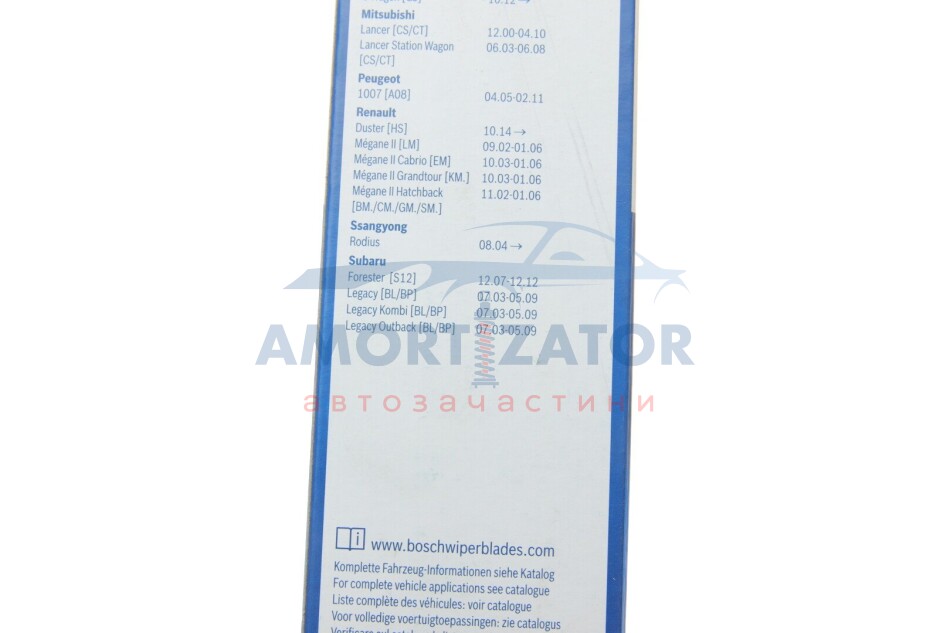 10.12→
Mitsubishi
Lancer [CS/CT] 12.00-04.10
Lancer Station Wagon 06.03-06.08
[CS/CT]
Peugeot
1007 [A08] 04.05-02.11
Renault
Duster [HS] 10.14→
Mégane II [LM] 09.02-01.06
Mégane II Cabrio [EM] 10.03-01.06
Mégane II Grandtour [KM.] 10.03-01.06
Mégane II Hatchback 11.02-01.06
[BM./CM./GM./SM.]
Ssangyong
Rodius 08.04→
Subaru
Forester [S12] 12.07-12.12
Legacy [BL/BP] 07.03-05.09
Legacy Kombi [BL/BP] 07.03-05.09
Legacy Outback [BL/BP] 07.03-05.09
AMORTIZATOR
автозачастини
i www.boschwiperblades.com
Komplette Fahrzeug-Informationen siehe Katalog
For complete vehicle applications see catalogue
Liste complète des véhicules: voir catalogue
Voor volledige voertuigtoepassingen: zie catalogus